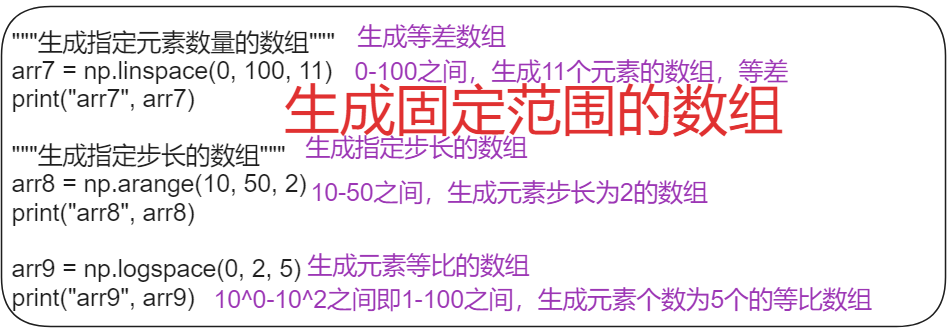 """生成指定元素数量的数组""" 生成等差数组
arr7 = np.linspace(0, 100, 11) 0-100之间，生成11个元素的数组，等差
print("arr7", arr7)
生成固定范围的数组
"""生成指定步长的数组""" 生成指定步长的数组
arr8 = np.arange(10, 50, 2) 10-50之间，生成元素步长为2的数组
print("arr8", arr8)
arr9 = np.logspace(0, 2, 5) 生成元素等比的数组
print("arr9", arr9) 10^0-10^2之间即1-100之间，生成元素个数为5个的等比数组